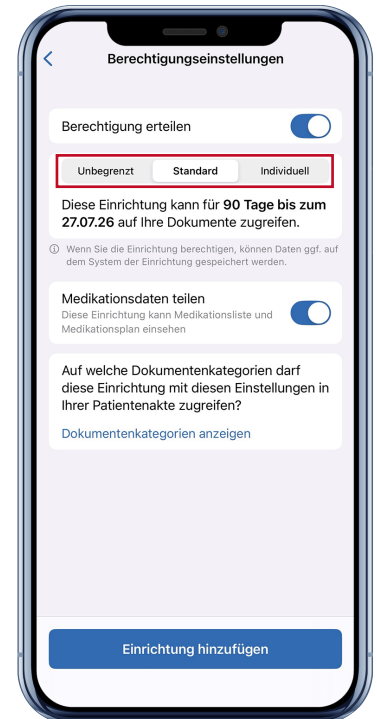 Berechtigungseinstellungen
Berechtigung erteilen
Unbegrenzt Standard Individuell
Diese Einrichtung kann für 90 Tage bis zum
27.07.26 auf Ihre Dokumente zugreifen.
Wenn Sie die Einrichtung berechtigen, können Daten ggf. auf
dem System der Einrichtung gespeichert werden.
Medikationsdaten teilen
Diese Einrichtung kann Medikationsliste und
Medikationsplan einsehen
Auf welche Dokumentenkategorien darf
diese Einrichtung mit diesen Einstellungen in
Ihrer Patientenakte zugreifen?
Dokumentenkategorien anzeigen
Einrichtung hinzufügen